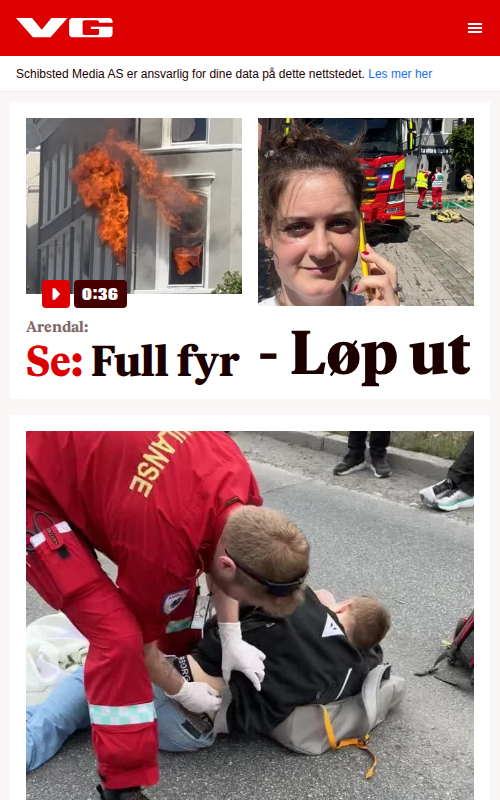 VG
Schibsted Media AS er ansvarlig for dine data på dette nettstedet. Les mer her
0:36
Arendal:
Se: Full fyr
- Løp ut